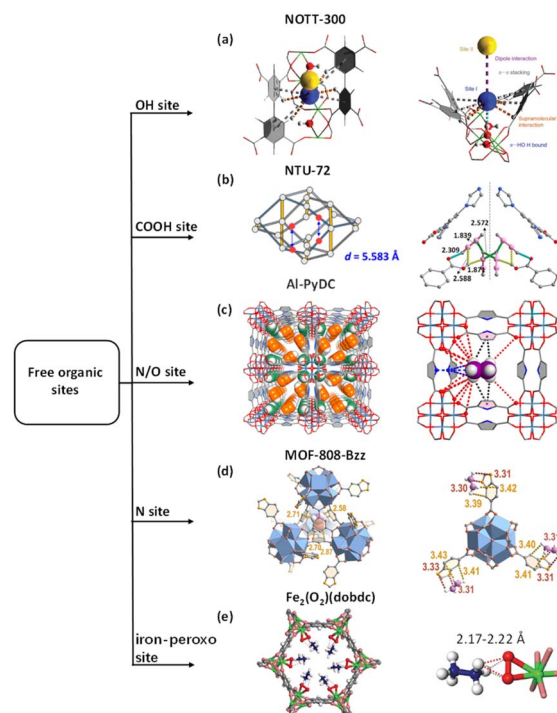 NOTT-300
(a)
Site II
Dipole interaction
π···π stacking
Site I
Supramolecular
interaction
π···HO H bound
OH site
NTU-72
(b)
d = 5.583 Å
2.572
1.839
2.309
1.872
2.588
COOH site
Al-PyDC
(c)
Free organic
sites
N/O site
MOF-808-Bzz
(d)
2.71
2.58
2.70
2.87
3.31
3.30
3.42
3.39
3.43
3.33
3.41
3.31
3.40
3.31
3.41
3.31
N site
Fe₂(O₂)(dobdc)
(e)
2.17-2.22 Å
iron-peroxo
site